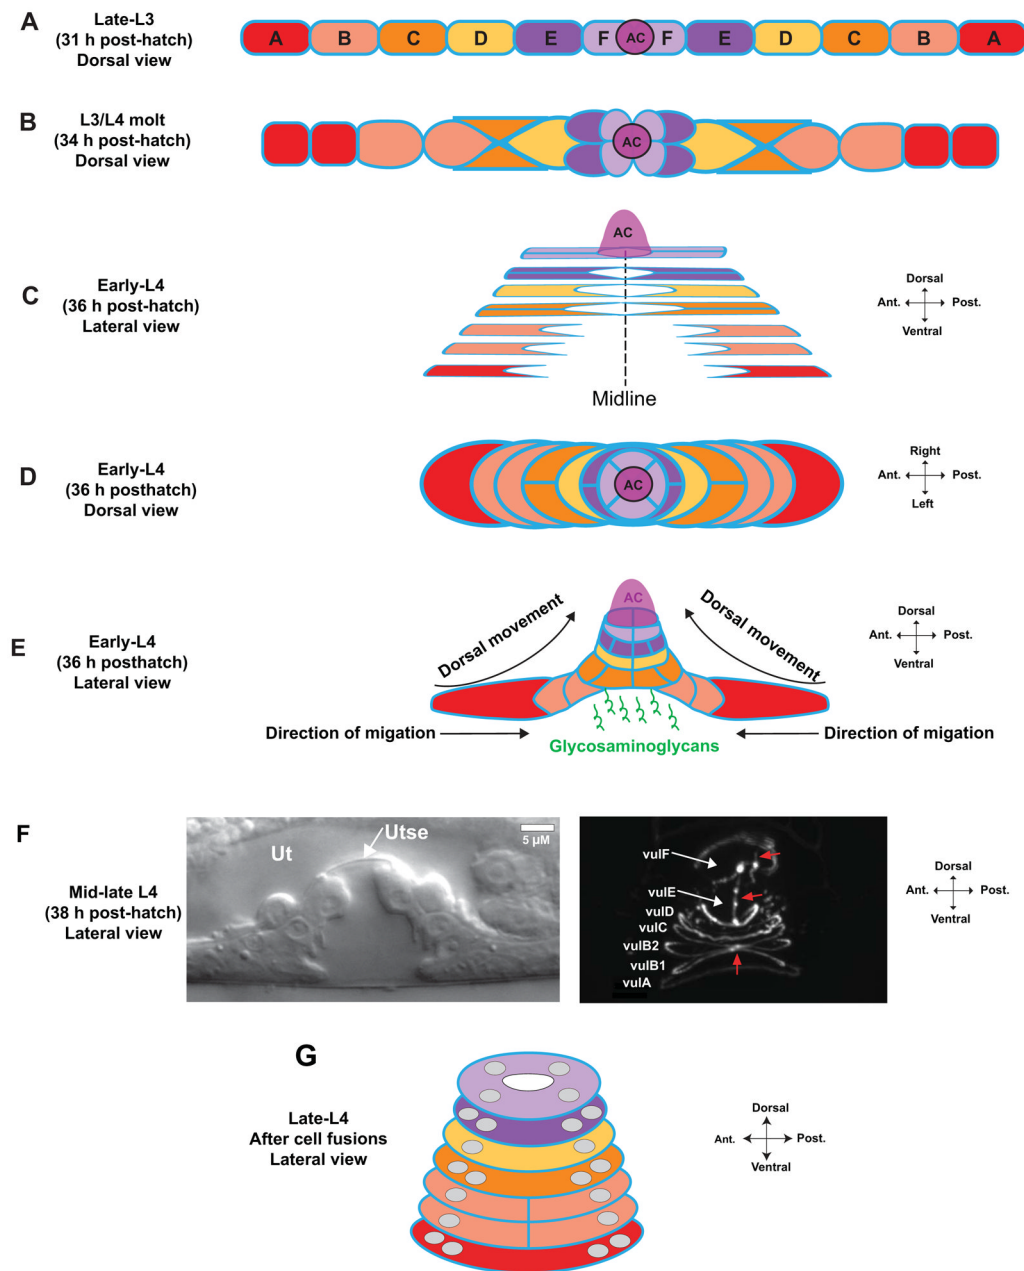 A
Late-L3
(31 h post-hatch)
Dorsal view
A B C D E F AC F E D C B A
B
L3/L4 molt
(34 h post-hatch)
Dorsal view
AC
C
Early-L4
(36 h post-hatch)
Lateral view
AC
Midline
Dorsal
Ant. Post.
Ventral
D
Early-L4
(36 h posthatch)
Dorsal view
AC
Right
Ant. Post.
Left
E
Early-L4
(36 h posthatch)
Lateral view
AC
Dorsal movement
Dorsal movement
Direction of migation
Glycosaminoglycans
Direction of migation
Dorsal
Ant. Post.
Ventral
F
Mid-late L4
(38 h post-hatch)
Lateral view
Ut
Utse
5 µM
vulF
vulE
vulD
vulC
vulB2
vulB1
vulA
Dorsal
Ant. Post.
Ventral
G
Late-L4
After cell fusions
Lateral view
Dorsal
Ant. Post.
Ventral